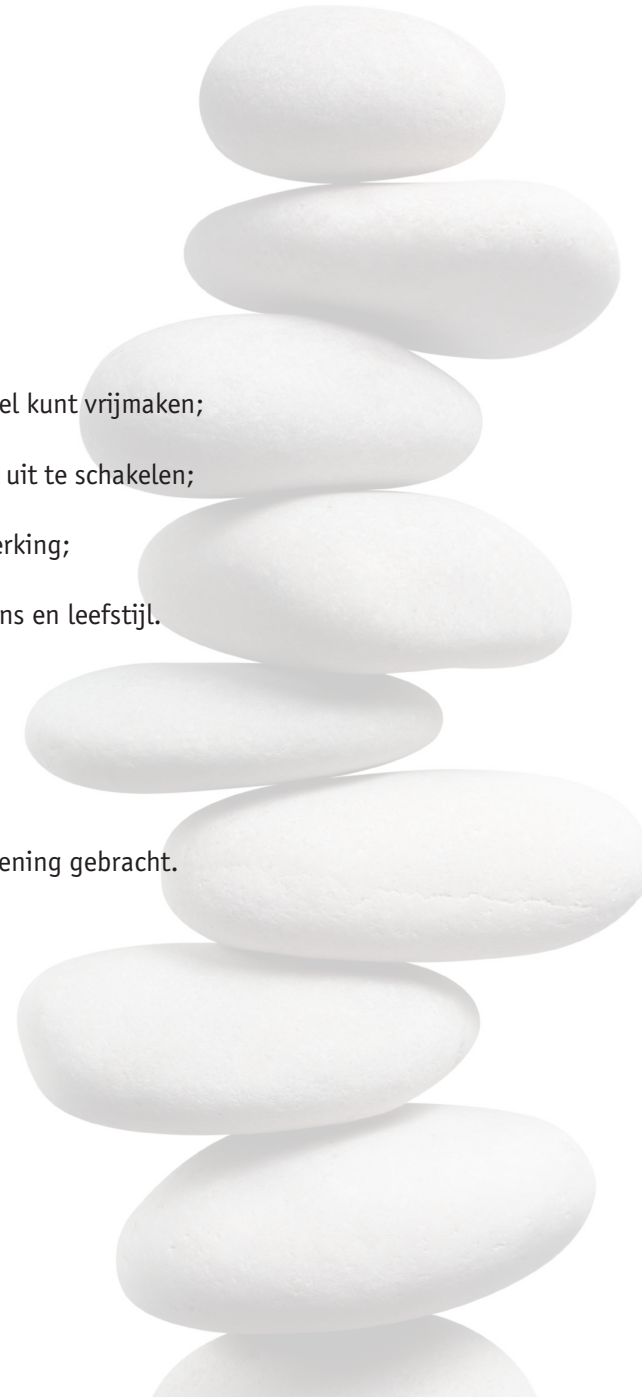 el kunt vrijmaken;
uit te schakelen;
erking;
ns en leefstijl.
ening gebracht.